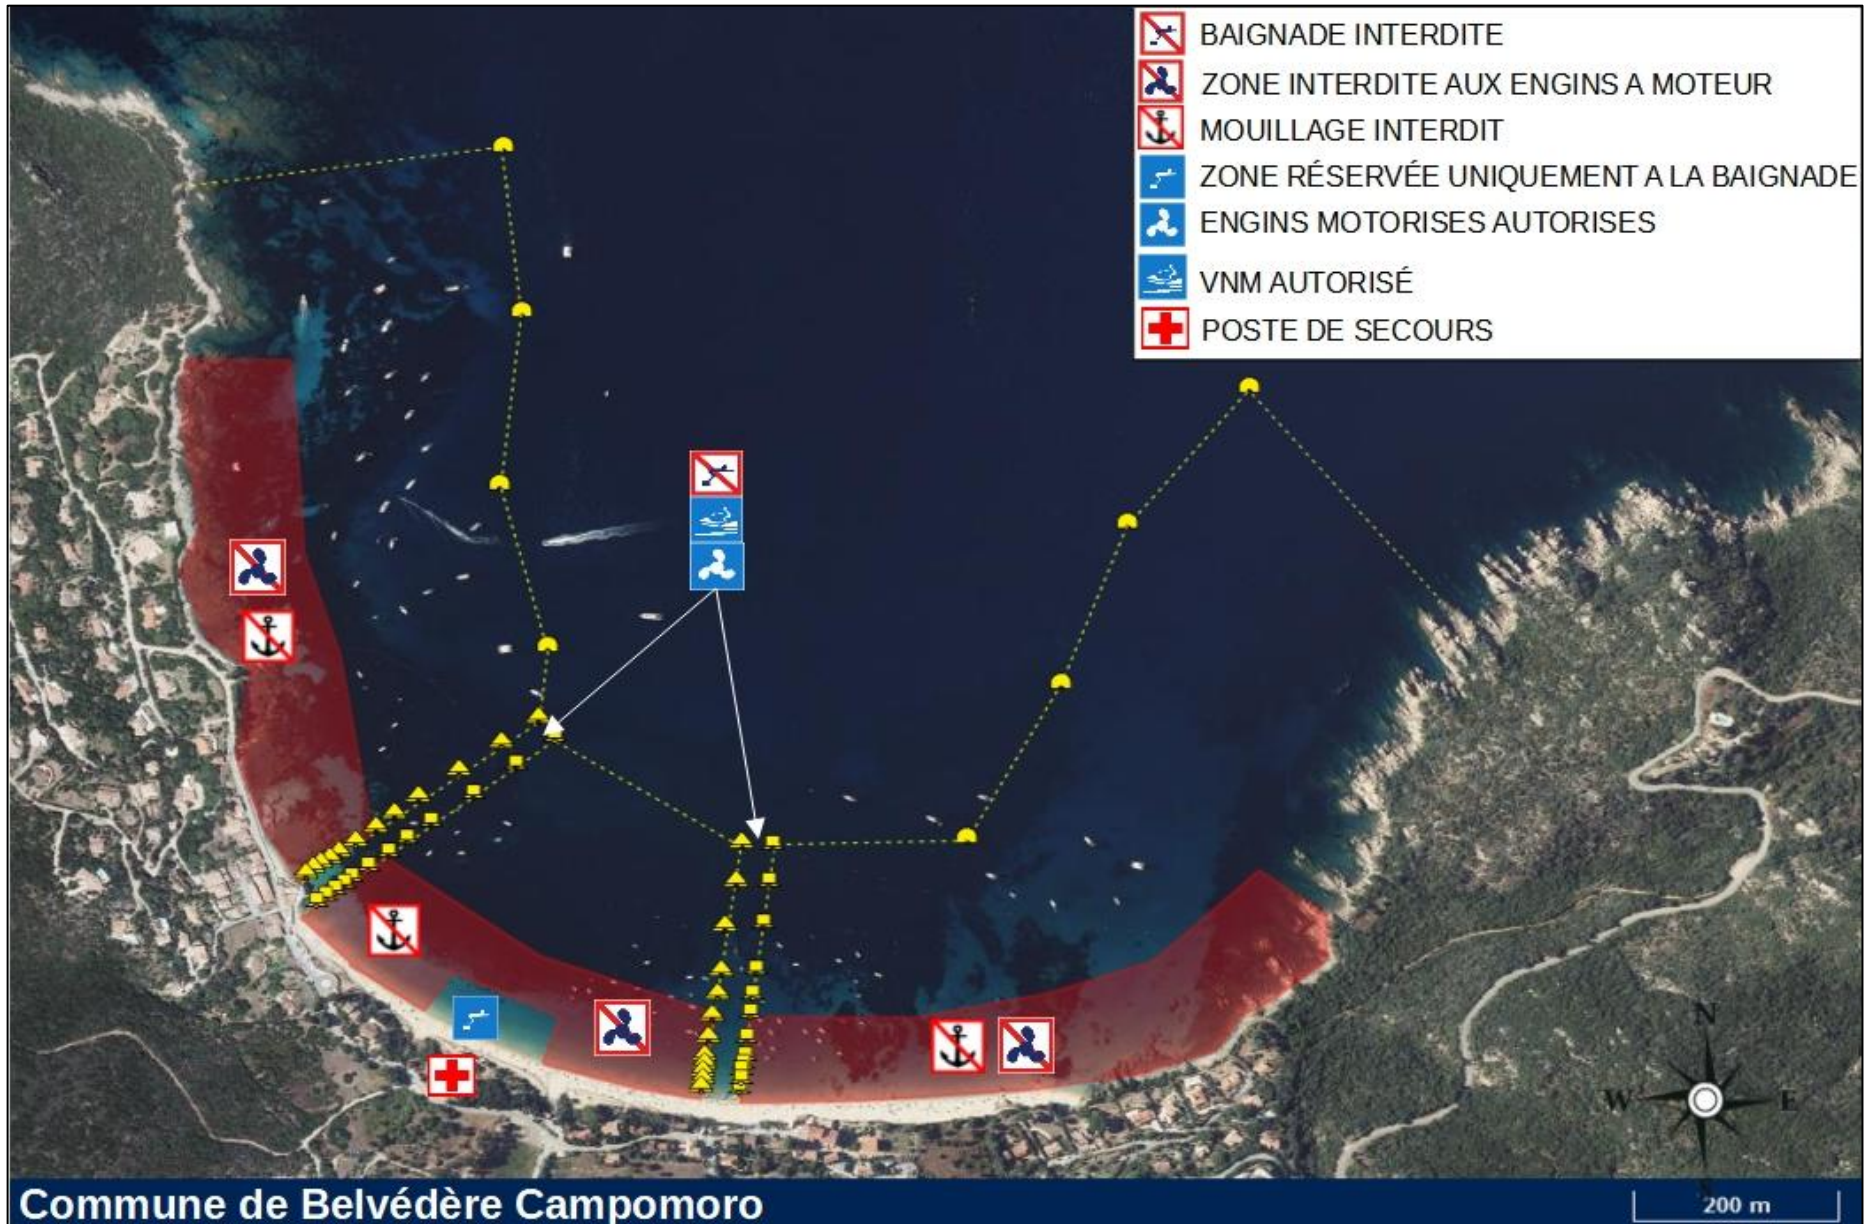 BAIGNADE INTERDITE
ZONE INTERDITE AUX ENGINS A MOTEUR
MOUILLAGE INTERDIT
ZONE RÉSERVÉE UNIQUEMENT A LA BAIGNADE
ENGINS MOTORISES AUTORISES
VNM AUTORISÉ
POSTE DE SECOURS
N
W
E
S
Commune de Belvédère Campomoro
200 m